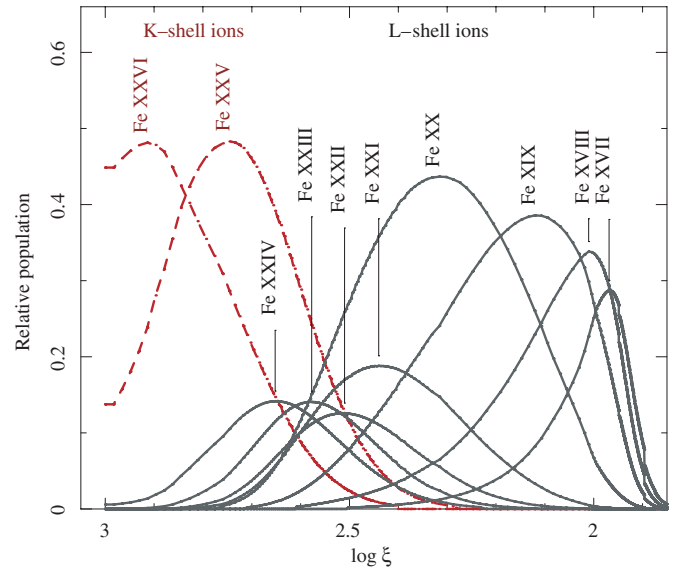 K–shell ions
L–shell ions
Fe XXVI
Fe XXV
Fe XXIV
Fe XXIII
Fe XXII
Fe XXI
Fe XX
Fe XIX
Fe XVIII
Fe XVII
Relative population
0.6
0.4
0.2
0
3
2.5
2
log ξ